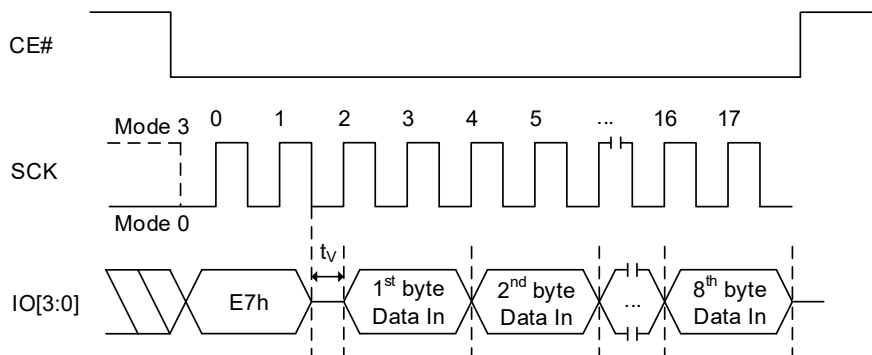 CE#
0 1 2 3 4 5 ... 16 17
Mode 3
SCK
Mode 0
tV
IO[3:0]
E7h
1st byte
Data In
2nd byte
Data In
...
8th byte
Data In